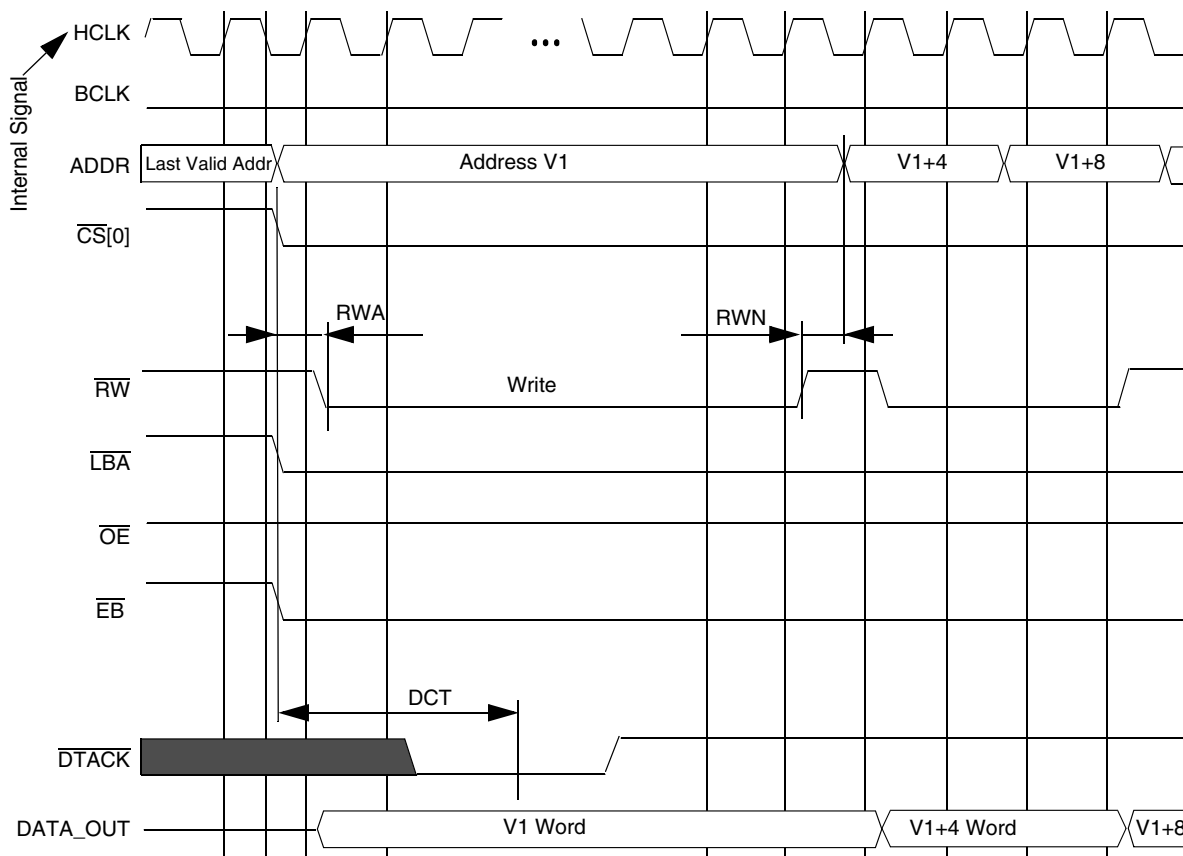 HCLK
...
Internal Signal
BCLK
ADDR Last Valid Addr Address V1 V1+4 V1+8
CS[0]
RWA RWN
RW Write
LBA
OE
EB
DCT
DTACK
DATA_OUT V1 Word V1+4 Word V1+8